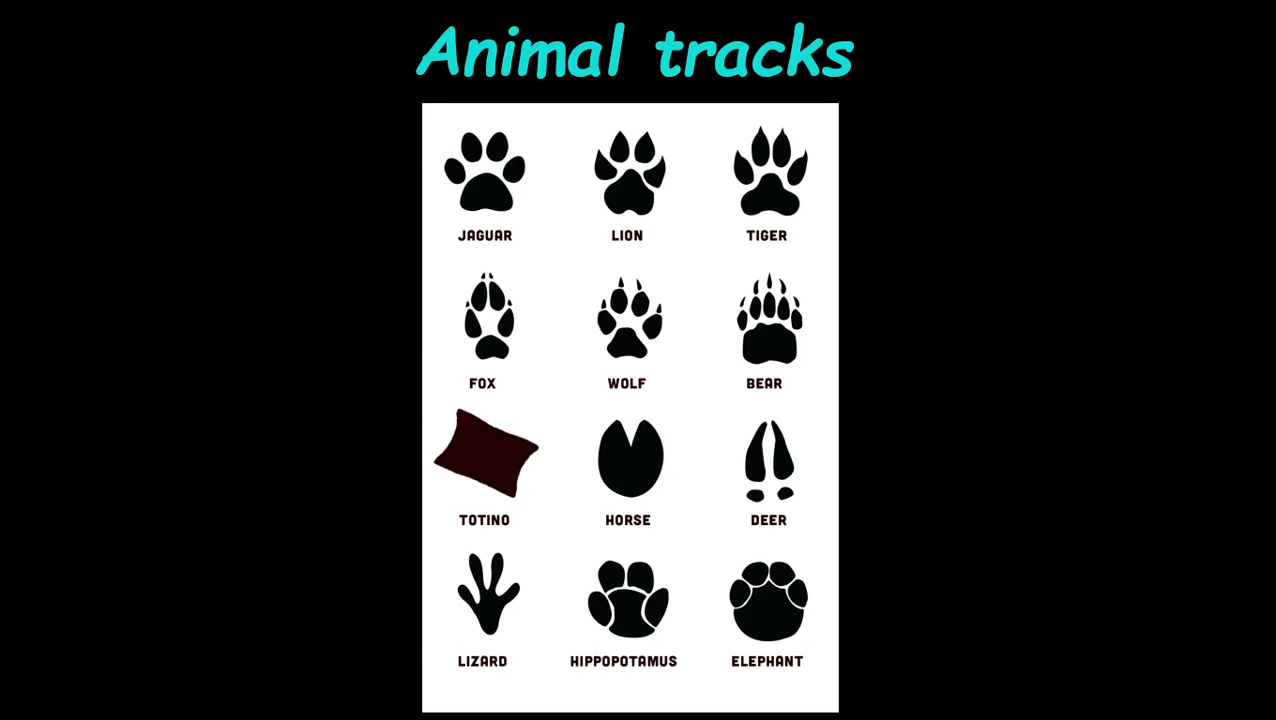 Animal tracks
JAGUAR LION TIGER
FOX WOLF BEAR
TOTINO HORSE DEER
LIZARD HIPPOPOTAMUS ELEPHANT